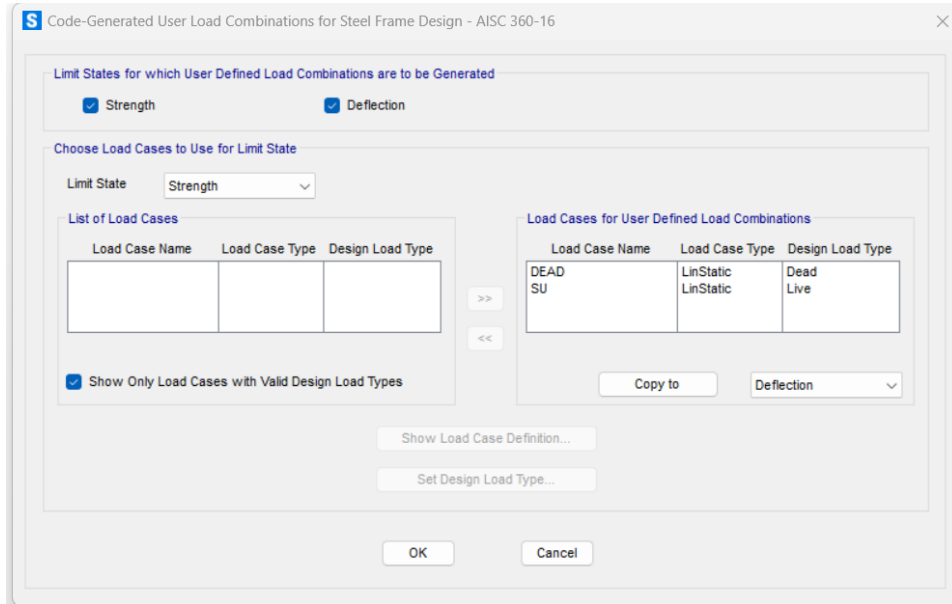 S Code-Generated User Load Combinations for Steel Frame Design - AISC 360-16
Limit States for which User Defined Load Combinations are to be Generated
Strength Deflection
Choose Load Cases to Use for Limit State
Limit State Strength
List of Load Cases
Load Case Name Load Case Type Design Load Type
Show Only Load Cases with Valid Design Load Types
>>
<<
Load Cases for User Defined Load Combinations
Load Case Name Load Case Type Design Load Type
DEAD LinStatic Dead
SU LinStatic Live
Copy to Deflection
Show Load Case Definition...
Set Design Load Type...
OK Cancel